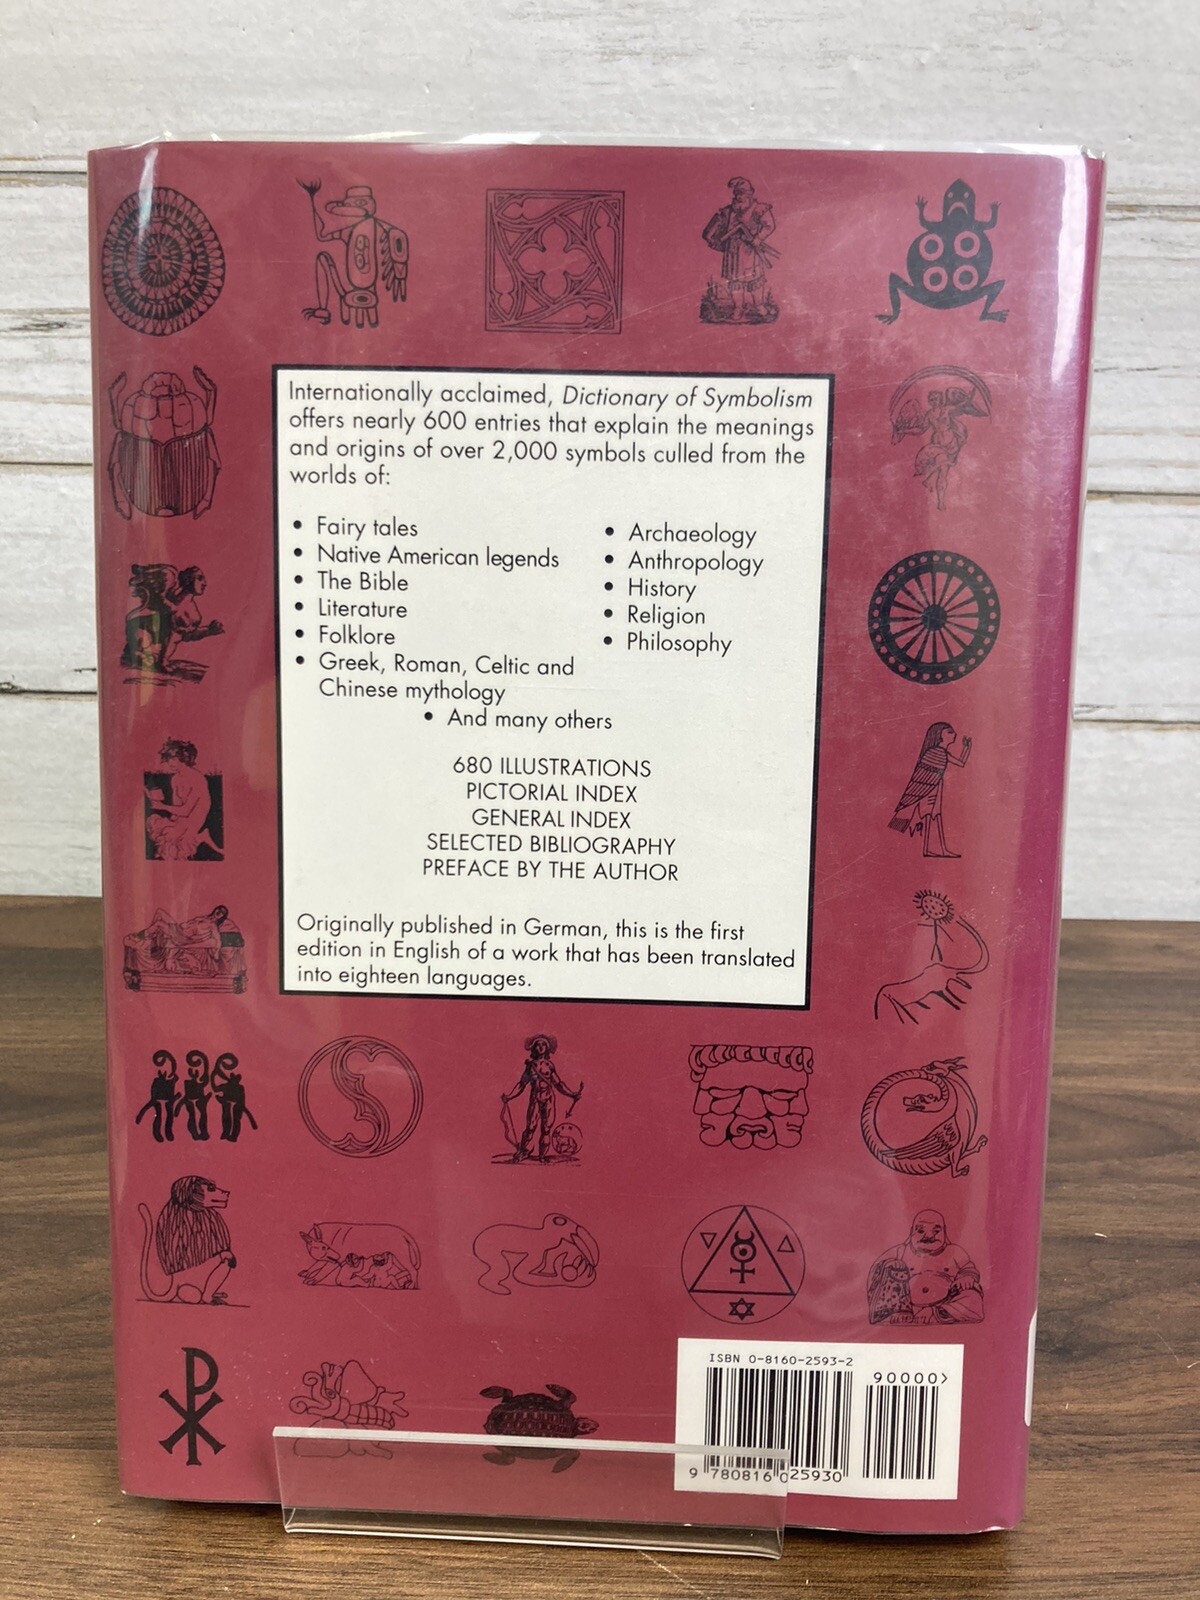 Internationally acclaimed, Dictionary of Symbolism
offers nearly 600 entries that explain the meanings
and origins of over 2,000 symbols culled from the
worlds of:
• Fairy tales
• Native American legends
• The Bible
• Literature
• Folklore
• Greek, Roman, Celtic and
Chinese mythology
• Archaeology
• Anthropology
• History
• Religion
• Philosophy
• And many others
680 ILLUSTRATIONS
PICTORIAL INDEX
GENERAL INDEX
SELECTED BIBLIOGRAPHY
PREFACE BY THE AUTHOR
Originally published in German, this is the first
edition in English of a work that has been translated
into eighteen languages.
ISBN 0-8160-2593-2
90000>
9 780816 025930